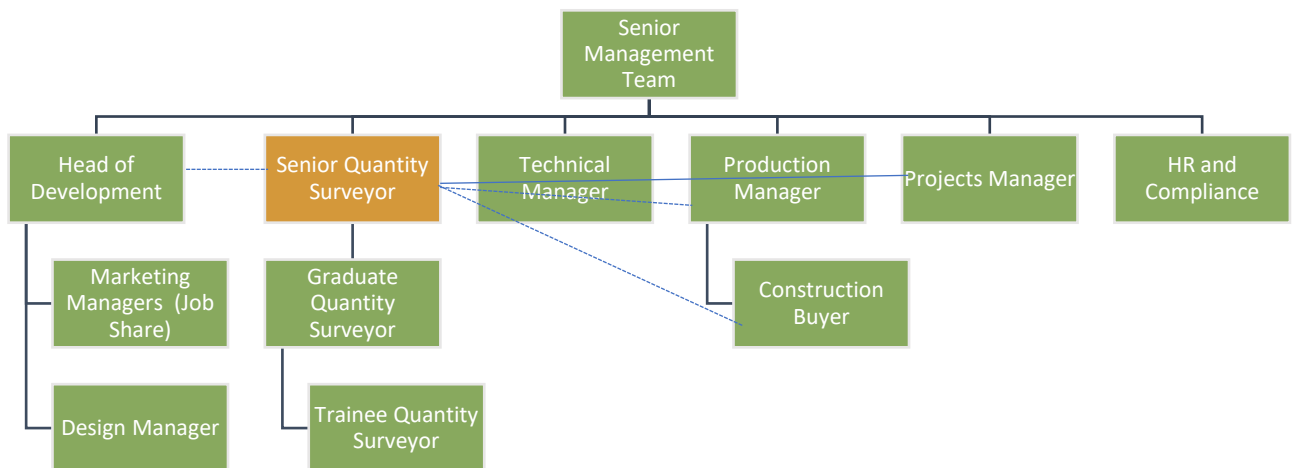 Senior
Management
Team
Head of
Development
Senior Quantity
Surveyor
Technical
Manager
Production
Manager
Projects Manager
HR and
Compliance
Marketing
Managers  (Job
Share)
Graduate
Quantity
Surveyor
Construction
Buyer
Design Manager
Trainee Quantity
Surveyor